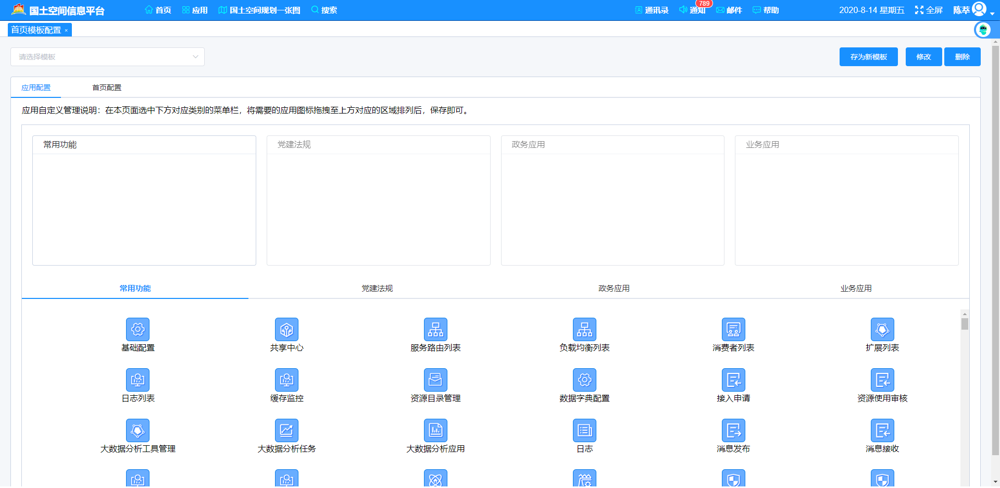 国土空间信息平台 首页 应用 国土空间规划一张图 搜索 通讯录 通知 789 邮件 帮助 2020-8-14 星期五 全屏 陈萃
首页模板配置 ×
请选择模板 存为新模板 修改 删除
应用配置 首页配置
应用自定义管理说明：在本页面选中下方对应类别的菜单栏，将需要的应用图标拖拽至上方对应的区域排列后，保存即可。
常用功能 党建法规 政务应用 业务应用
常用功能 党建法规 政务应用 业务应用
基础配置 共享中心 服务路由列表 负载均衡列表 消费者列表 扩展列表
日志列表 缓存监控 资源目录管理 数据字典配置 接入申请 资源使用审核
大数据分析工具管理 大数据分析任务 大数据分析应用 日志 消息发布 消息接收